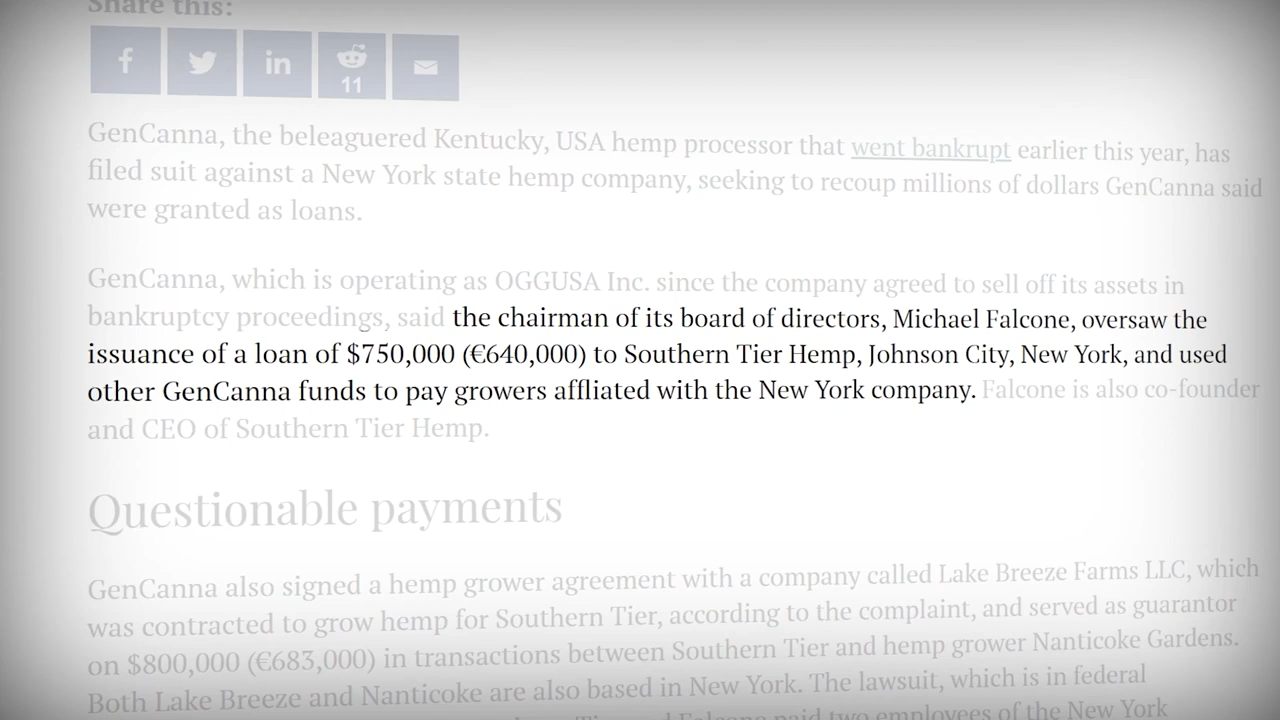 Share this:
f in
11
GenCanna, the beleaguered Kentucky, USA hemp processor that went bankrupt earlier this year, has
filed suit against a New York state hemp company, seeking to recoup millions of dollars GenCanna said
were granted as loans.
GenCanna, which is operating as OGGUSA Inc. since the company agreed to sell off its assets in
bankruptcy proceedings, said the chairman of its board of directors, Michael Falcone, oversaw the
issuance of a loan of $750,000 (€640,000) to Southern Tier Hemp, Johnson City, New York, and used
other GenCanna funds to pay growers affliated with the New York company. Falcone is also co-founder
and CEO of Southern Tier Hemp.
Questionable payments
GenCanna also signed a hemp grower agreement with a company called Lake Breeze Farms LLC, which
was contracted to grow hemp for Southern Tier, according to the complaint, and served as guarantor
on $800,000 (€683,000) in transactions between Southern Tier and hemp grower Nanticoke Gardens.
Both Lake Breeze and Nanticoke are also based in New York. The lawsuit, which is in federal
Falcone paid two employees of the New York